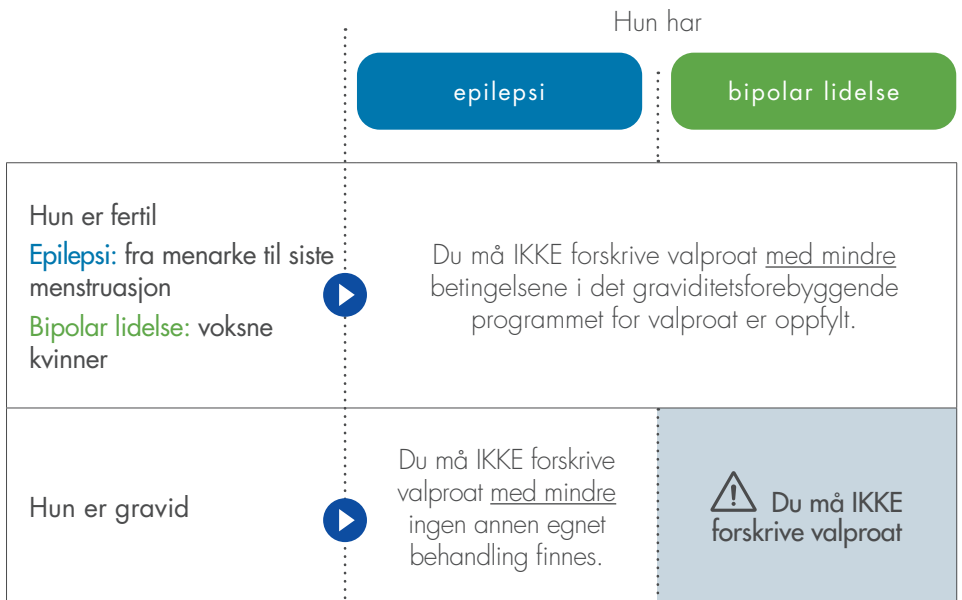 Hun har
epilepsi
bipolar lidelse
Hun er fertil
Epilepsi: fra menarke til siste
menstruasjon
Bipolar lidelse: voksne
kvinner
Du må IKKE forskrive valproat med mindre
betingelsene i det graviditetsforebyggende
programmet for valproat er oppfylt.
Hun er gravid
Du må IKKE forskrive
valproat med mindre
ingen annen egnet
behandling finnes.
Du må IKKE
forskrive valproat